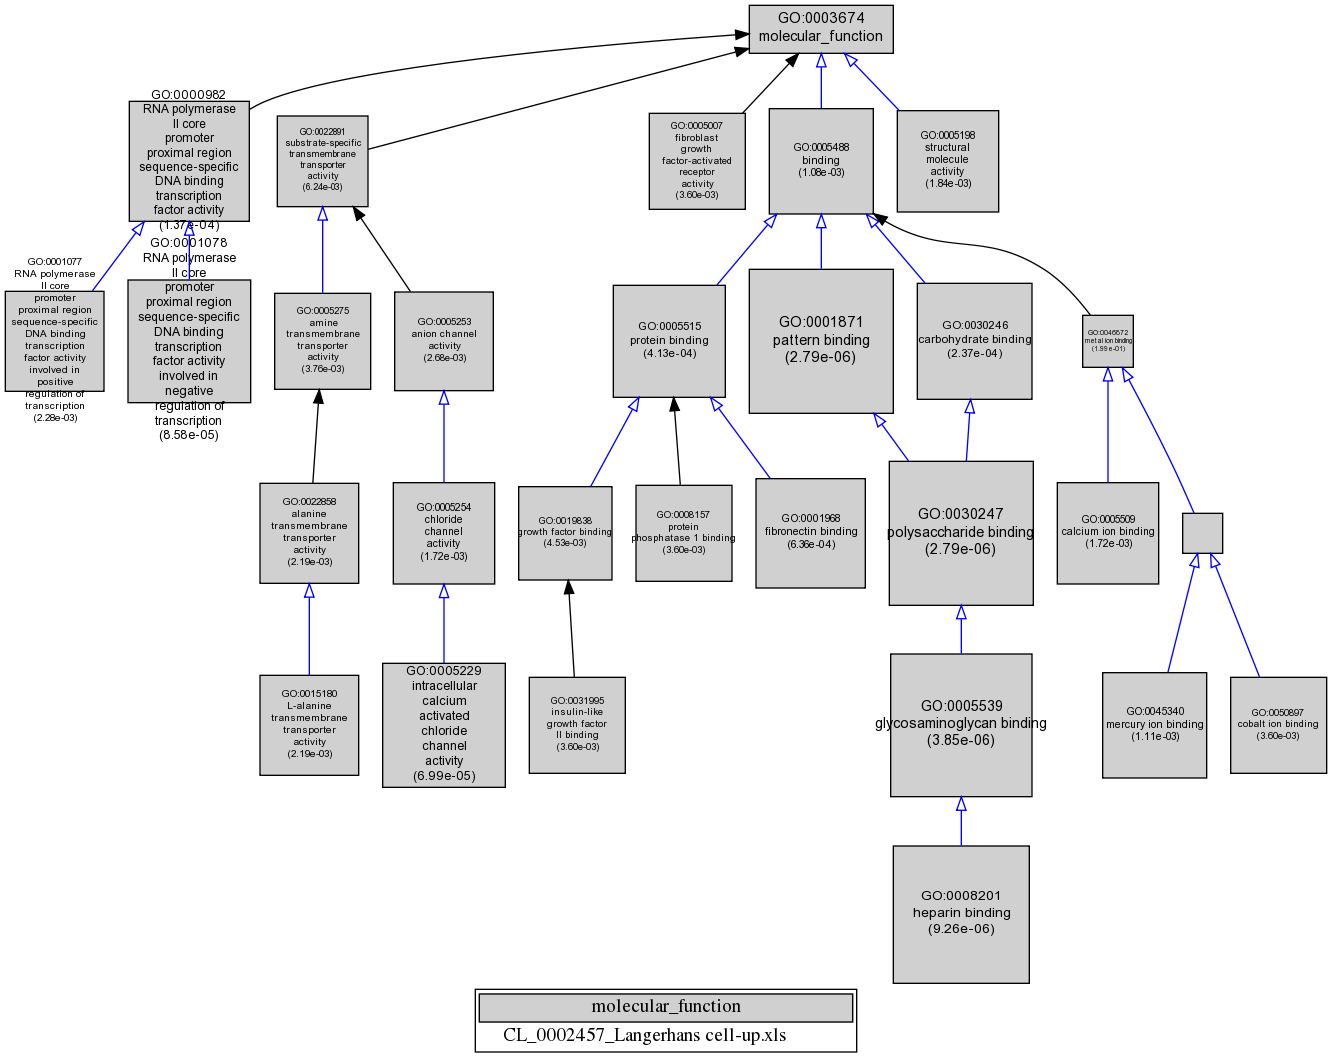 GO:0003674
molecular_function
GO:0000982
RNA polymerase
II core
promoter
proximal region
sequence-specific
DNA binding
transcription
factor activity
(1.37e-04)
GO:0022891
substrate-specific
transmembrane
transporter
activity
(6.24e-03)
GO:0005007
fibroblast
growth
factor-activated
receptor
activity
(3.60e-03)
GO:0005488
binding
(1.08e-03)
GO:0005198
structural
molecule
activity
(1.84e-03)
GO:0001077
RNA polymerase
II core
promoter
proximal region
sequence-specific
DNA binding
transcription
factor activity
involved in
positive
regulation of
transcription
(2.28e-03)
GO:0001078
RNA polymerase
II core
promoter
proximal region
sequence-specific
DNA binding
transcription
factor activity
involved in
negative
regulation of
transcription
(8.58e-05)
GO:0005275
amine
transmembrane
transporter
activity
(3.76e-03)
GO:0005253
anion channel
activity
(2.68e-03)
GO:0005515
protein binding
(4.13e-04)
GO:0001871
pattern binding
(2.79e-06)
GO:0030246
carbohydrate binding
(2.37e-04)
GO:0046872
metal ion binding
(1.99e-01)
GO:0022858
alanine
transmembrane
transporter
activity
(2.19e-03)
GO:0005254
chloride
channel
activity
(1.72e-03)
GO:0019838
growth factor binding
(4.53e-03)
GO:0008157
protein
phosphatase 1 binding
(3.60e-03)
GO:0001968
fibronectin binding
(6.36e-04)
GO:0030247
polysaccharide binding
(2.79e-06)
GO:0005509
calcium ion binding
(1.72e-03)
GO:0015180
L-alanine
transmembrane
transporter
activity
(2.19e-03)
GO:0005229
intracellular
calcium
activated
chloride
channel
activity
(6.99e-05)
GO:0031995
insulin-like
growth factor
II binding
(3.60e-03)
GO:0005539
glycosaminoglycan binding
(3.85e-06)
GO:0045340
mercury ion binding
(1.11e-03)
GO:0050897
cobalt ion binding
(3.60e-03)
GO:0008201
heparin binding
(9.26e-06)
molecular_function
CL_0002457_Langerhans cell-up.xls